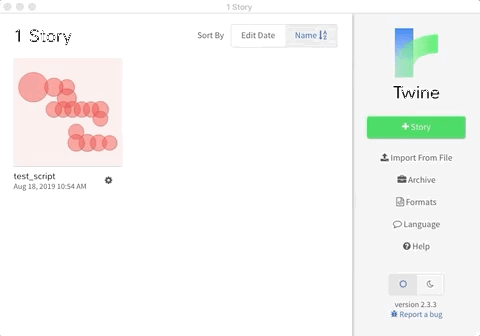 1 Story
1 Story
Sort By Edit Date Name
test_script
Aug 18, 2019 10:54 AM
Twine
+ Story
Import From File
Archive
Formats
Language
Help
version 2.3.3
Report a bug